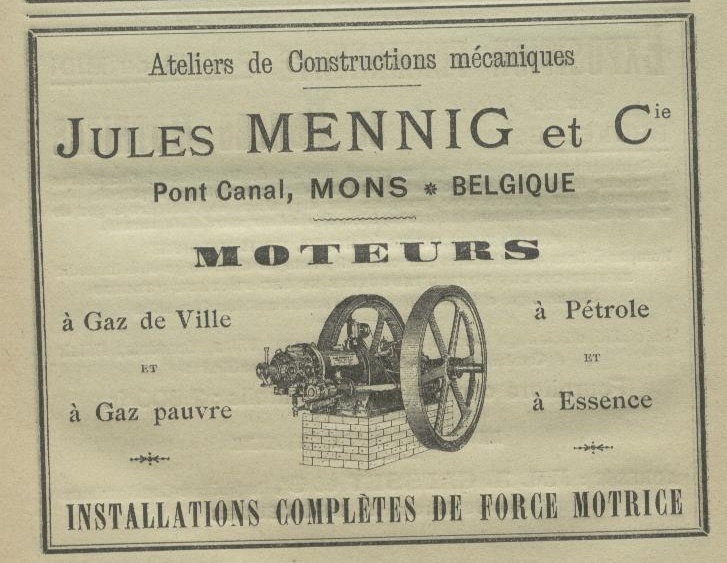 Ateliers de Constructions mécaniques
JULES MENNIG et Cie
Pont Canal, MONS * BELGIQUE
MOTEURS
à Gaz de Ville
ET
à Gaz pauvre
à Pétrole
ET
à Essence
INSTALLATIONS COMPLÈTES DE FORCE MOTRICE